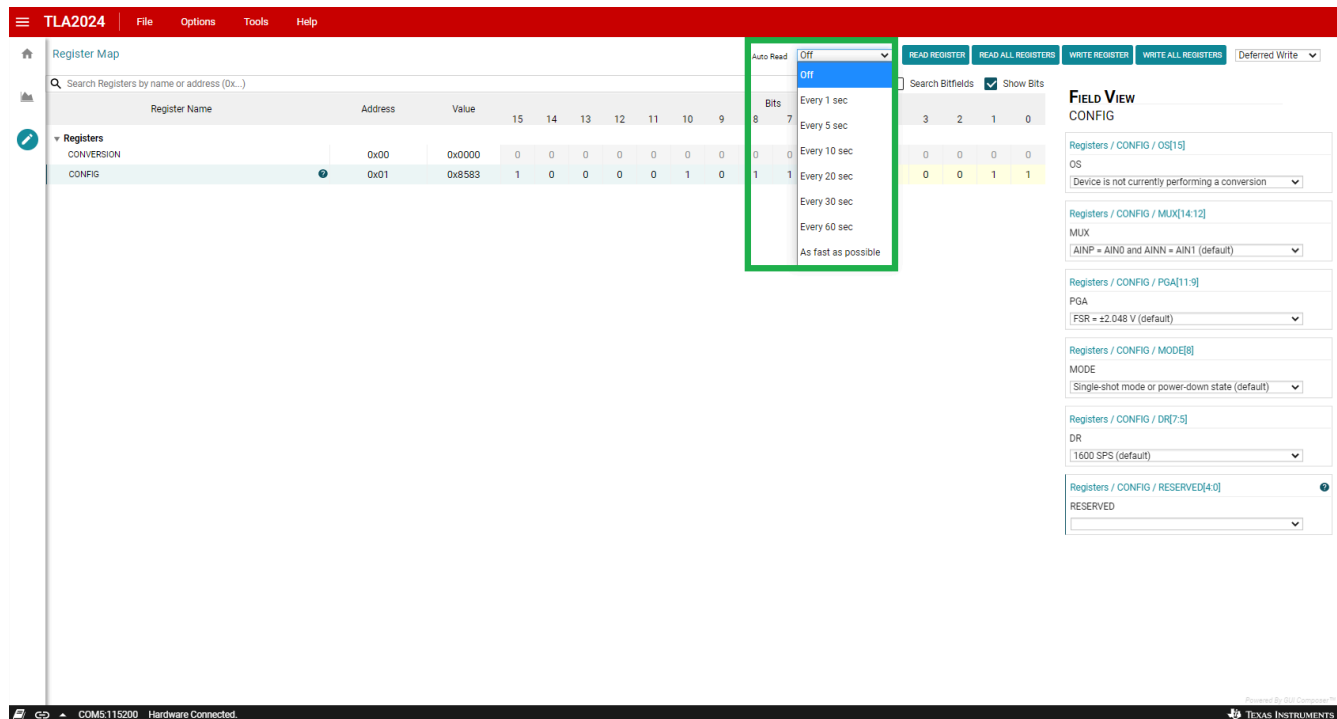 TLA2024 File Options Tools Help
Register Map Auto Read Off READ REGISTER READ ALL REGISTERS WRITE REGISTER WRITE ALL REGISTERS Deferred Write
Search Registers by name or address (0x...) Search Bitfields Show Bits
Off
Every 1 sec
Every 5 sec
Every 10 sec
Every 20 sec
Every 30 sec
Every 60 sec
As fast as possible
Register Name Address Value Bits
15 14 13 12 11 10 9 8 7 3 2 1 0
Registers
CONVERSION 0x00 0x0000 0 0 0 0 0 0 0 0 0 0 0 0 0
CONFIG 0x01 0x8583 1 0 0 0 0 1 0 1 1 0 0 1 1
FIELD VIEW
CONFIG
Registers / CONFIG / OS[15]
OS
Device is not currently performing a conversion
Registers / CONFIG / MUX[14:12]
MUX
AINP = AIN0 and AINN = AIN1 (default)
Registers / CONFIG / PGA[11:9]
PGA
FSR = ±2.048 V (default)
Registers / CONFIG / MODE[8]
MODE
Single-shot mode or power-down state (default)
Registers / CONFIG / DR[7:5]
DR
1600 SPS (default)
Registers / CONFIG / RESERVED[4:0]
RESERVED
Powered By GUI Composer™
COM5:115200 Hardware Connected. TEXAS INSTRUMENTS